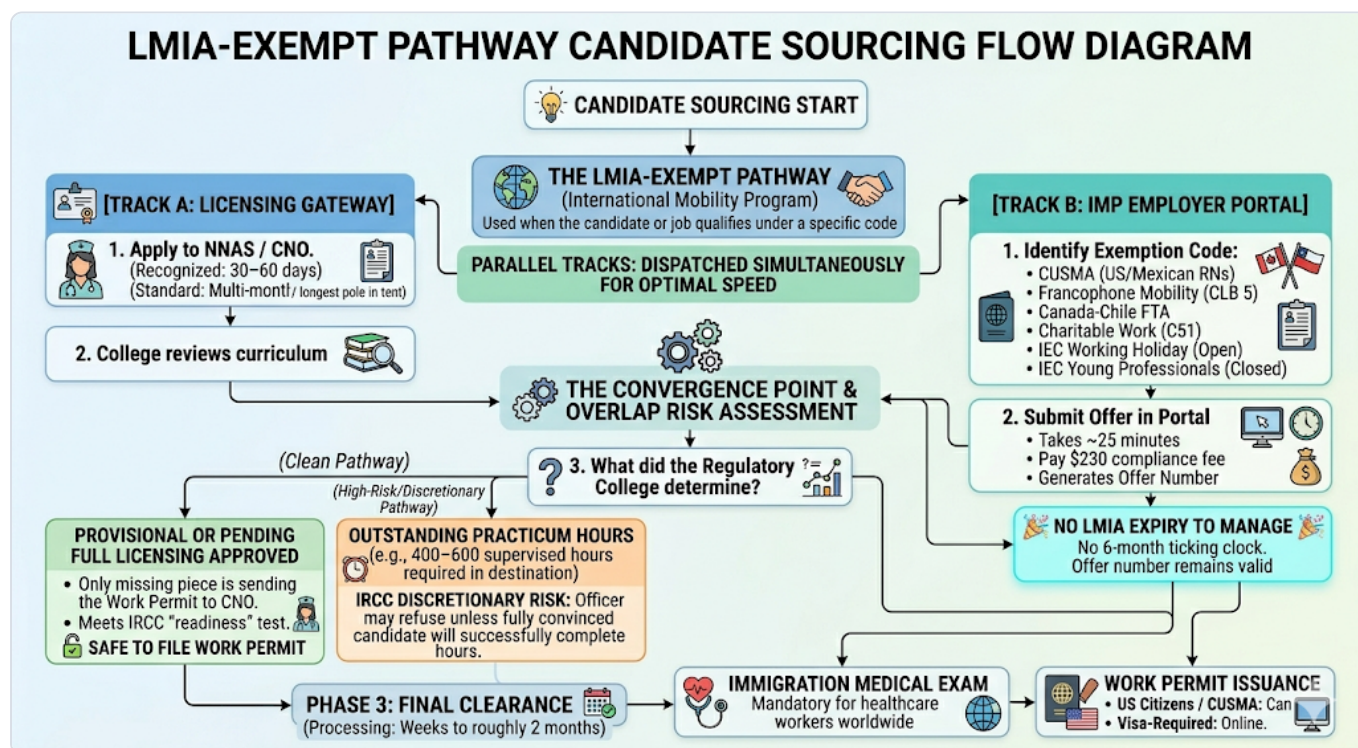 LMIA-EXEMPT PATHWAY CANDIDATE SOURCING FLOW DIAGRAM
CANDIDATE SOURCING START
THE LMIA-EXEMPT PATHWAY
(International Mobility Program)
Used when the candidate or job qualifies under a specific code
PARALLEL TRACKS: DISPATCHED SIMULTANEOUSLY
FOR OPTIMAL SPEED
[TRACK A: LICENSING GATEWAY]
1. Apply to NNAS / CNO.
(Recognized: 30–60 days)
(Standard: Multi-month / longest pole in tent)
2. College reviews curriculum
[TRACK B: IMP EMPLOYER PORTAL]
1. Identify Exemption Code:
• CUSMA (US/Mexican RNs)
• Francophone Mobility (CLB 5)
• Canada-Chile FTA
• Charitable Work (C51)
• IEC Working Holiday (Open)
• IEC Young Professionals (Closed)
2. Submit Offer in Portal
• Takes ~25 minutes
• Pay $230 compliance fee
• Generates Offer Number
NO LMIA EXPIRY TO MANAGE
No 6-month ticking clock.
Offer number remains valid
THE CONVERGENCE POINT &
OVERLAP RISK ASSESSMENT
3. What did the Regulatory
College determine?
?=
(Clean Pathway)
(High-Risk/Discretionary
Pathway)
PROVISIONAL OR PENDING
FULL LICENSING APPROVED
• Only missing piece is sending
the Work Permit to CNO.
• Meets IRCC "readiness" test.
SAFE TO FILE WORK PERMIT
OUTSTANDING PRACTICUM HOURS
(e.g., 400–600 supervised hours
required in destination)
IRCC DISCRETIONARY RISK: Officer
may refuse unless fully convinced
candidate will successfully complete
hours.
PHASE 3: FINAL CLEARANCE
(Processing: Weeks to roughly 2 months)
IMMIGRATION MEDICAL EXAM
Mandatory for healthcare
workers worldwide
WORK PERMIT ISSUANCE
• US Citizens / CUSMA: Can
• Visa-Required: Online.